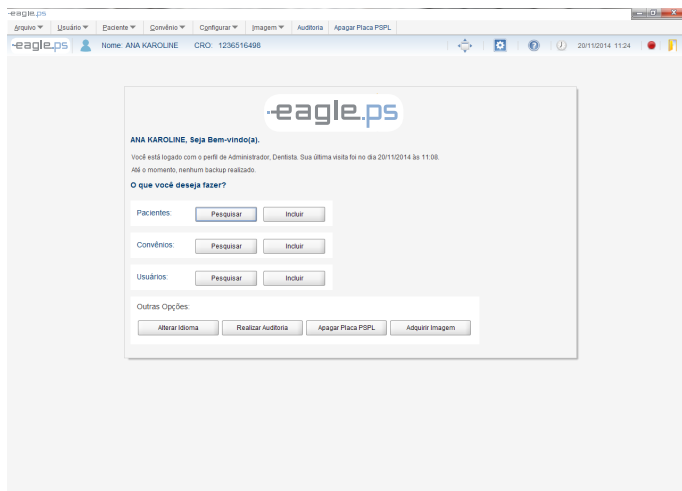 eagle.ps
Arquivo Usuário Paciente Convênio Configurar Imagem Auditoria Apagar Placa PSPL
eagle.ps Nome: ANA KAROLINE CRO: 1236516498 20/11/2014 11:24
eagle.ps
ANA KAROLINE, Seja Bem-vindo(a).
Você está logado com o perfil de Administrador, Dentista. Sua última visita foi no dia 20/11/2014 às 11:08.
Até o momento, nenhum backup realizado.
O que você deseja fazer?
Pacientes: Pesquisar Incluir
Convênios: Pesquisar Incluir
Usuários: Pesquisar Incluir
Outras Opções:
Alterar Idioma Realizar Auditoria Apagar Placa PSPL Adquirir Imagem